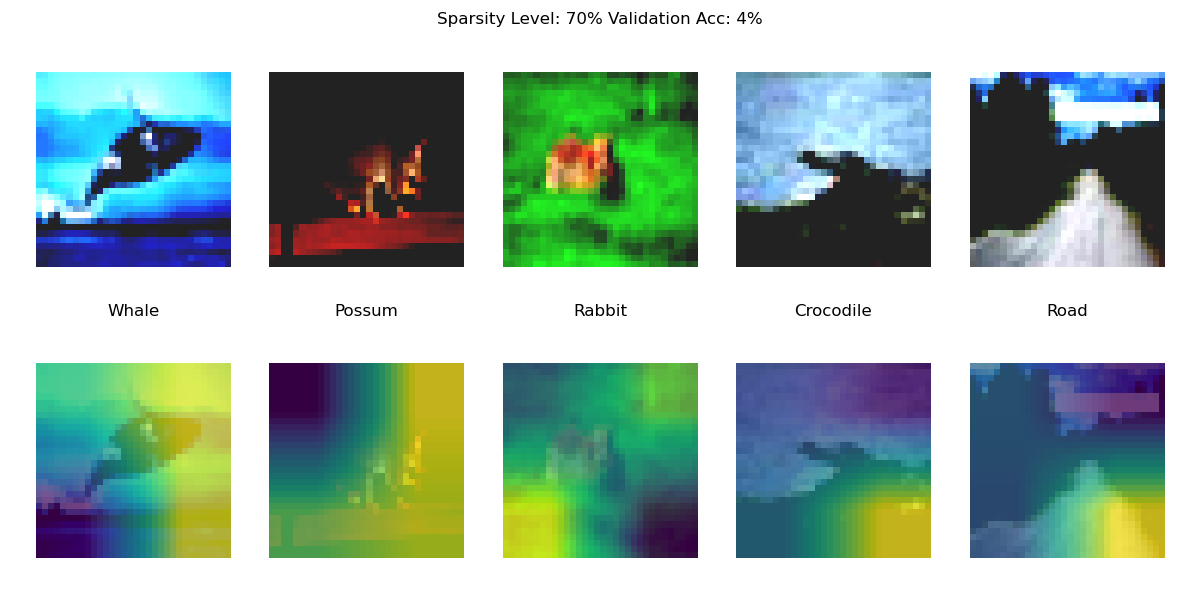 Sparsity Level: 70% Validation Acc: 4%
Whale
Possum
Rabbit
Crocodile
Road